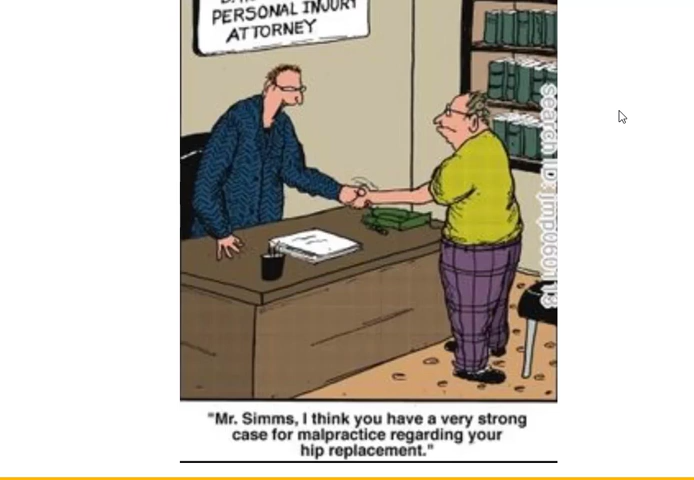 PERSONAL INJURY
ATTORNEY
search ID: jmp060113
"Mr. Simms, I think you have a very strong
case for malpractice regarding your
hip replacement."